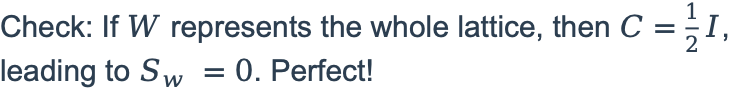 Check: If W represents the whole lattice, then C = 1/2 I,
leading to S_W = 0. Perfect!